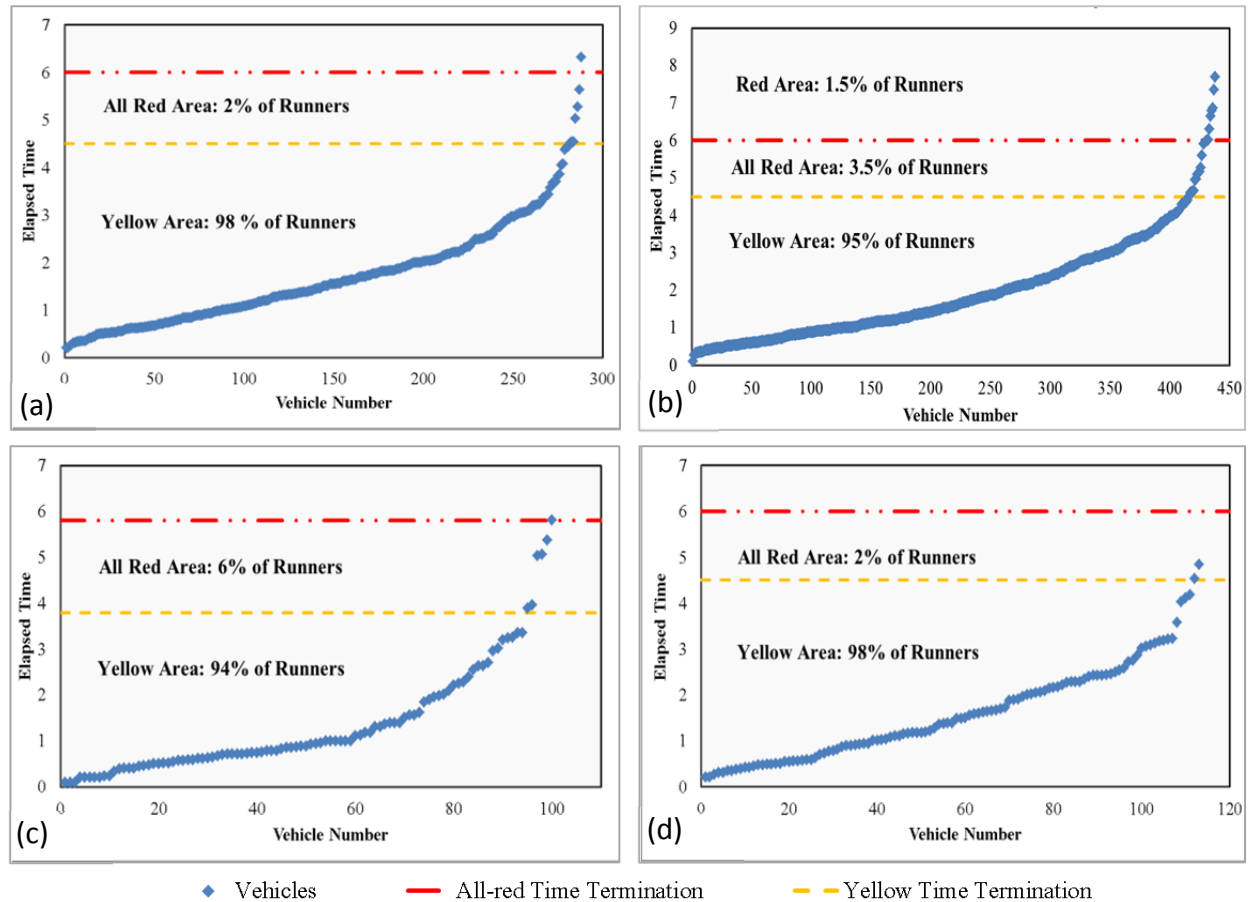 7
6
5
4
3
2
1
0
Elapsed Time
All Red Area: 2% of Runners
Yellow Area: 98 % of Runners
0 50 100 150 200 250 300
Vehicle Number
(a)
9
8
7
6
5
4
3
2
1
0
Elapsed Time
Red Area: 1.5% of Runners
All Red Area: 3.5% of Runners
Yellow Area: 95% of Runners
0 50 100 150 200 250 300 350 400 450
Vehicle Number
(b)
7
6
5
4
3
2
1
0
Elapsed Time
All Red Area: 6% of Runners
Yellow Area: 94% of Runners
0 20 40 60 80 100
Vehicle Number
(c)
7
6
5
4
3
2
1
0
Elapsed Time
All Red Area: 2% of Runners
Yellow Area: 98% of Runners
0 20 40 60 80 100 120
Vehicle Number
(d)
Vehicles All-red Time Termination Yellow Time Termination